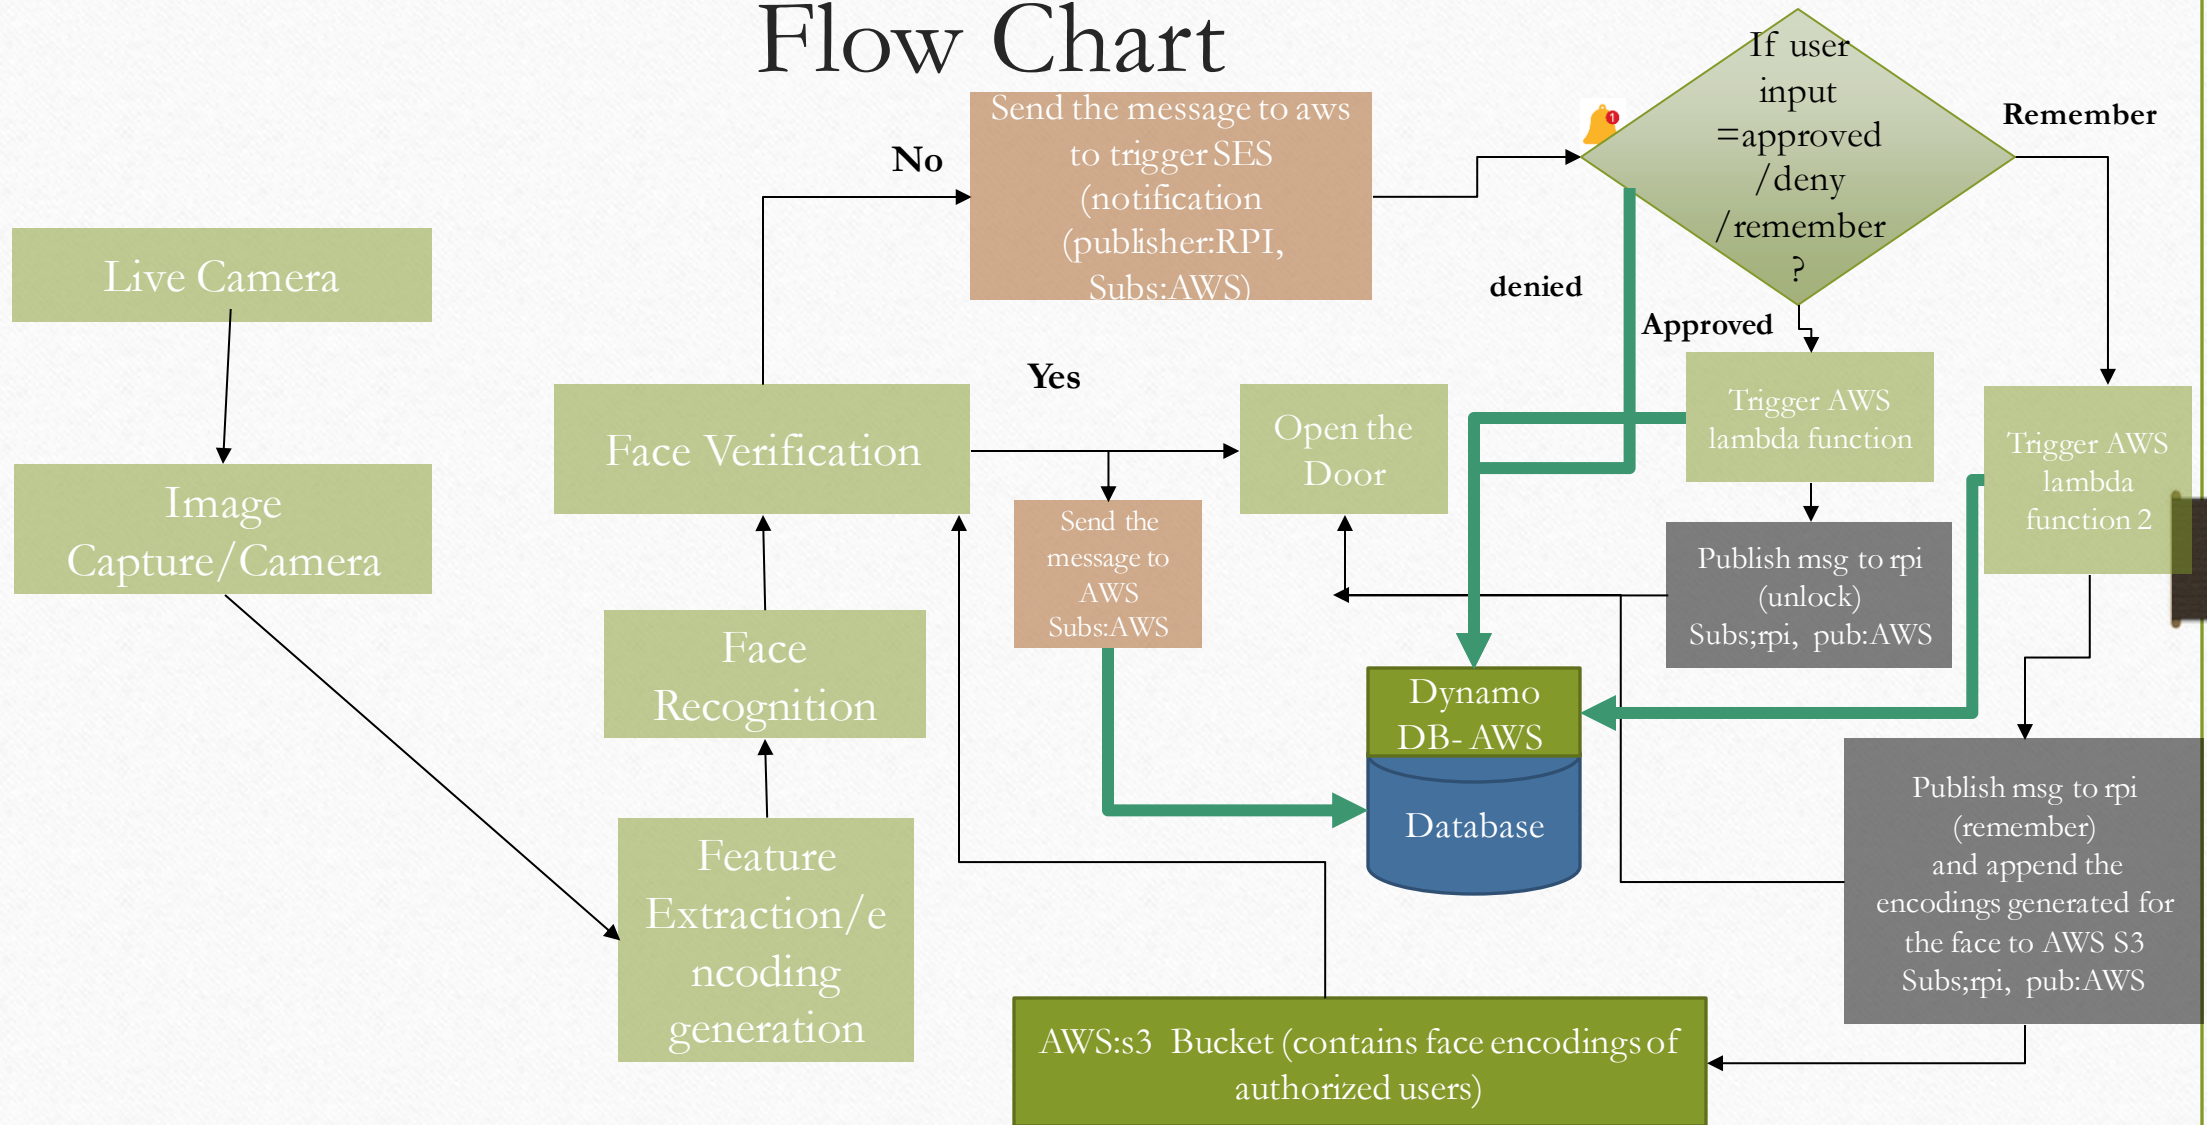 Flow Chart
Live Camera
Image
Capture/Camera
Feature
Extraction/e
ncoding
generation
Face
Recognition
Face Verification
No
Send the message to aws
to trigger SES
(notification
(publisher:RPI,
Subs:AWS)
Yes
Send the
message to
AWS
Subs:AWS
Open the
Door
1
If user
input
=approved
/deny
/remember
?
denied
Approved
Remember
Trigger AWS
lambda function
Publish msg to rpi
(unlock)
Subs;rpi, pub:AWS
Trigger AWS
lambda
function 2
Publish msg to rpi
(remember)
and append the
encodings generated for
the face to AWS S3
Subs;rpi, pub:AWS
Dynamo
DB- AWS
Database
AWS:s3 Bucket (contains face encodings of
authorized users)